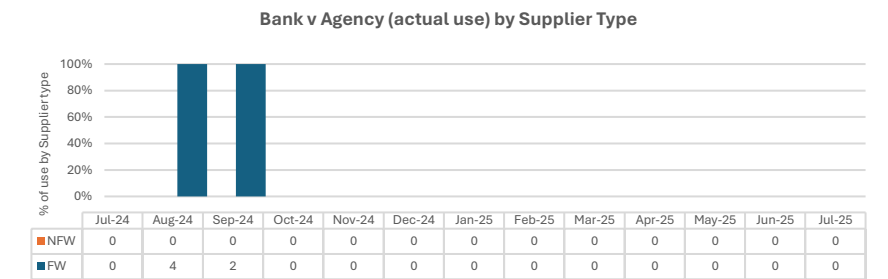 Bank v Agency (actual use) by Supplier Type
% of use by Supplier type
100%
80%
60%
40%
20%
0%
Jul-24 Aug-24 Sep-24 Oct-24 Nov-24 Dec-24 Jan-25 Feb-25 Mar-25 Apr-25 May-25 Jun-25 Jul-25
NFW 0 0 0 0 0 0 0 0 0 0 0 0 0
FW 0 4 2 0 0 0 0 0 0 0 0 0 0